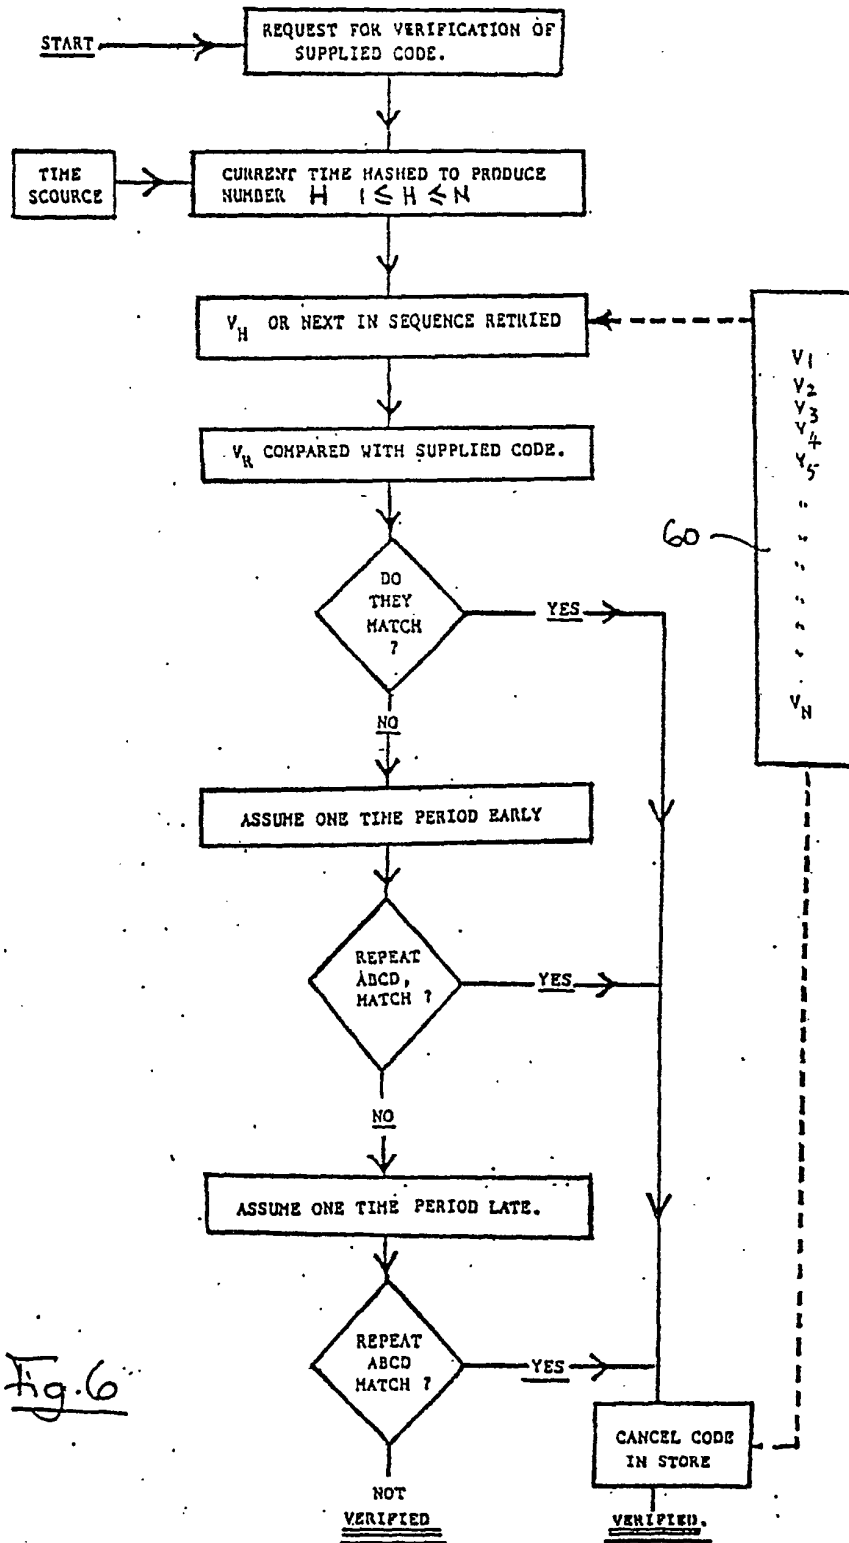 START
REQUEST FOR VERIFICATION OF
SUPPLIED CODE.
TIME
SCOURCE
CURRENT TIME HASHED TO PRODUCE
NUMBER H 1 ≤ H ≤ N
V_H OR NEXT IN SEQUENCE RETRIED
V_H COMPARED WITH SUPPLIED CODE.
DO
THEY
MATCH
?
YES
NO
ASSUME ONE TIME PERIOD EARLY
REPEAT
ABCD,
MATCH ?
YES
NO
ASSUME ONE TIME PERIOD LATE.
REPEAT
ABCD
MATCH ?
YES
NOT
VERIFIED
CANCEL CODE
IN STORE
VERIFIED.
V1
V2
V3
V4
V5
"
"
"
"
"
"
V_N
60
Fig.6